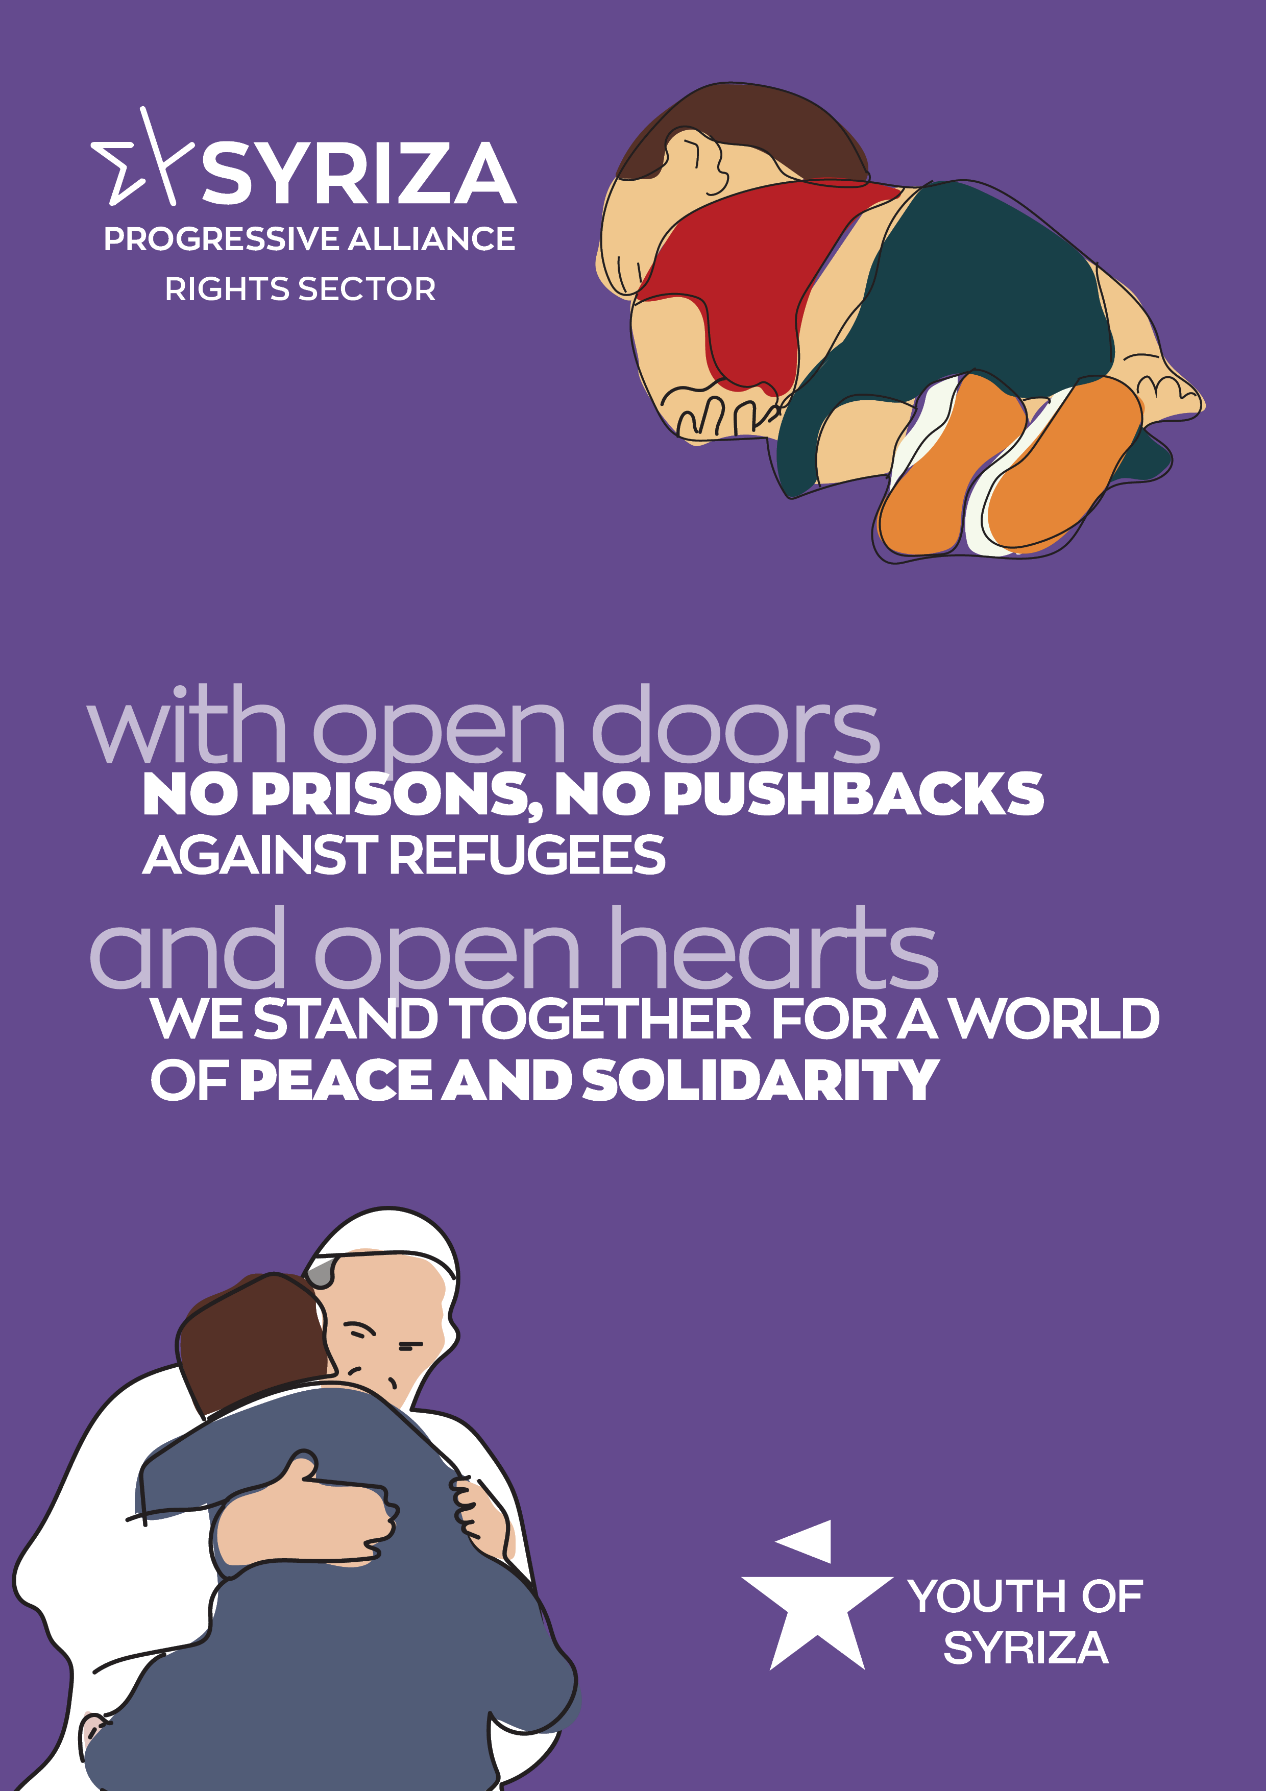 SYRIZA
PROGRESSIVE ALLIANCE
RIGHTS SECTOR
with open doors
NO PRISONS, NO PUSHBACKS
AGAINST REFUGEES
and open hearts
WE STAND TOGETHER FOR A WORLD
OF PEACE AND SOLIDARITY
YOUTH OF
SYRIZA